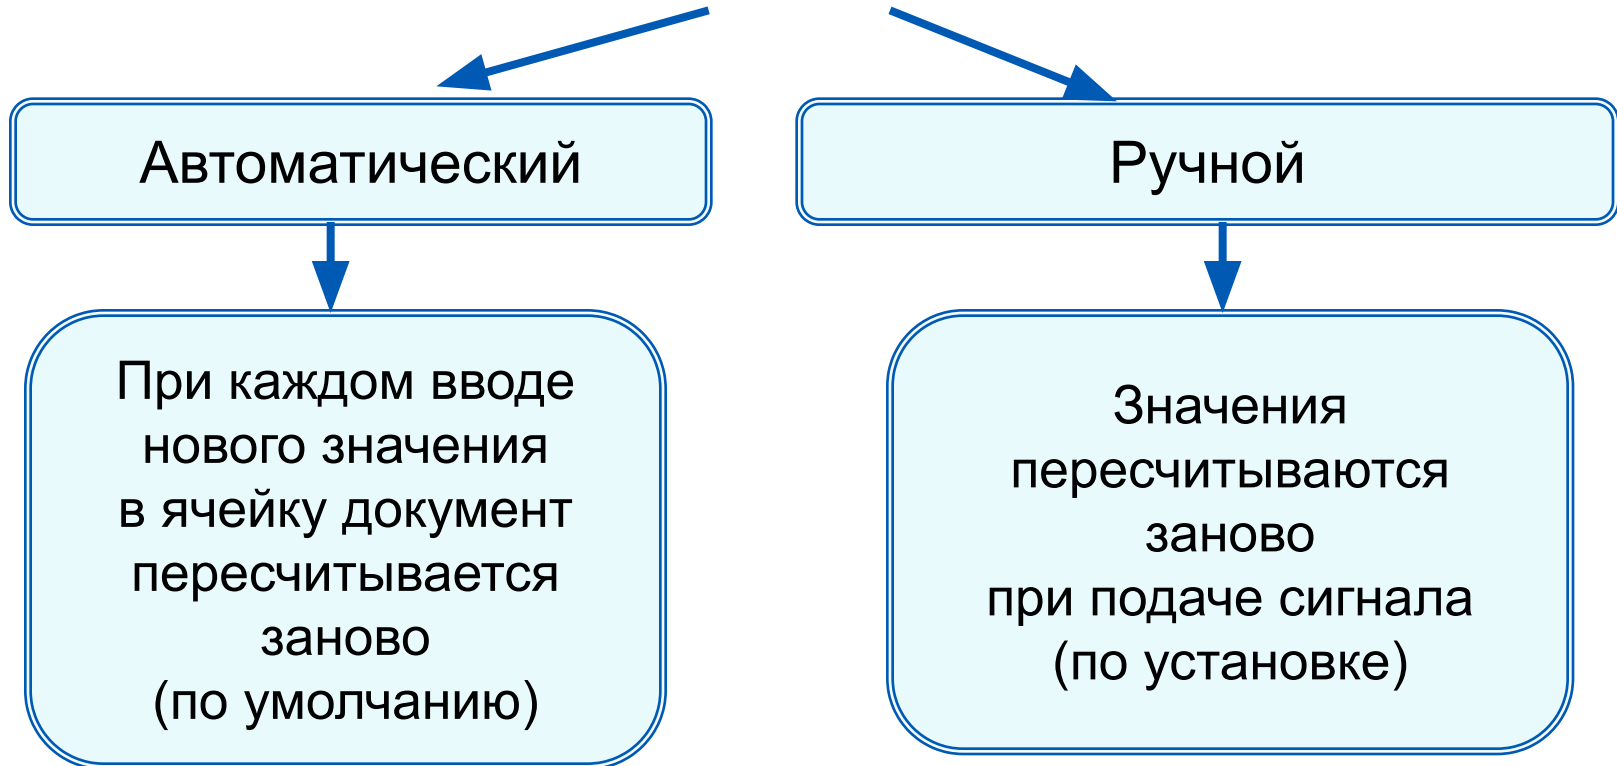 Автоматический
Ручной
При каждом вводе
нового значения
в ячейку документ
пересчитывается
заново
(по умолчанию)
Значения
пересчитываются
заново
при подаче сигнала
(по установке)